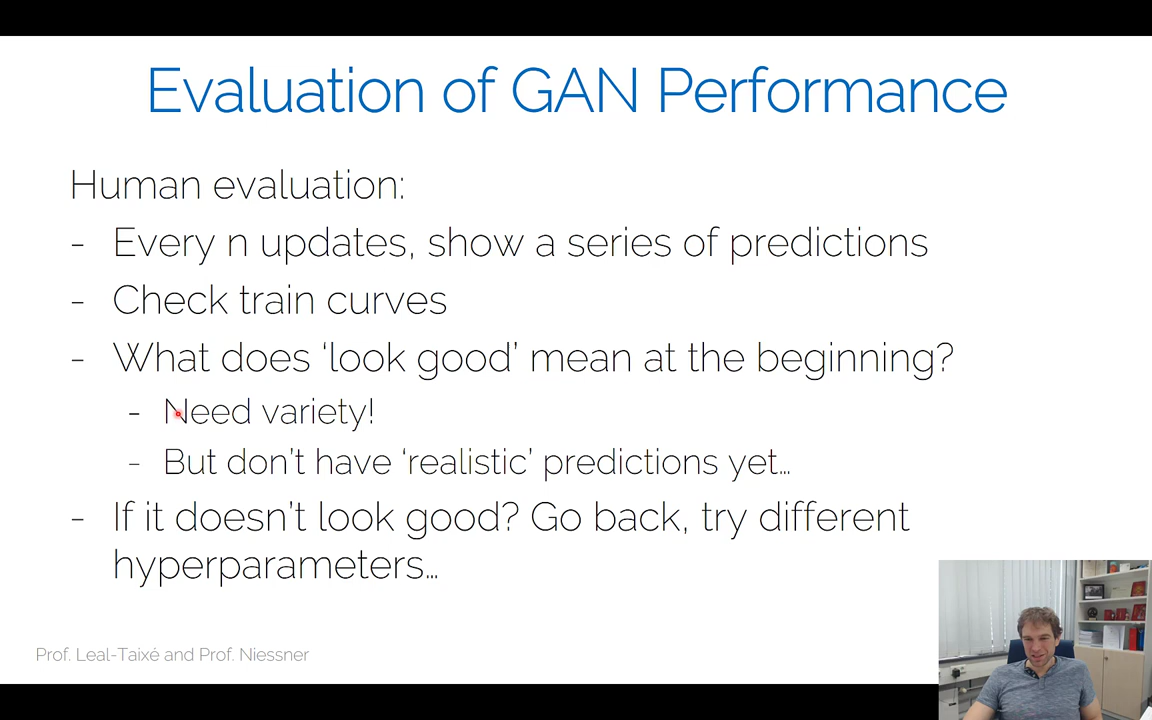 Evaluation of GAN Performance
Human evaluation:
- Every n updates, show a series of predictions
- Check train curves
- What does ‘look good’ mean at the beginning?
- Need variety!
- But don’t have ‘realistic’ predictions yet…
- If it doesn’t look good? Go back, try different
hyperparameters…
Prof. Leal-Taixé and Prof. Niessner